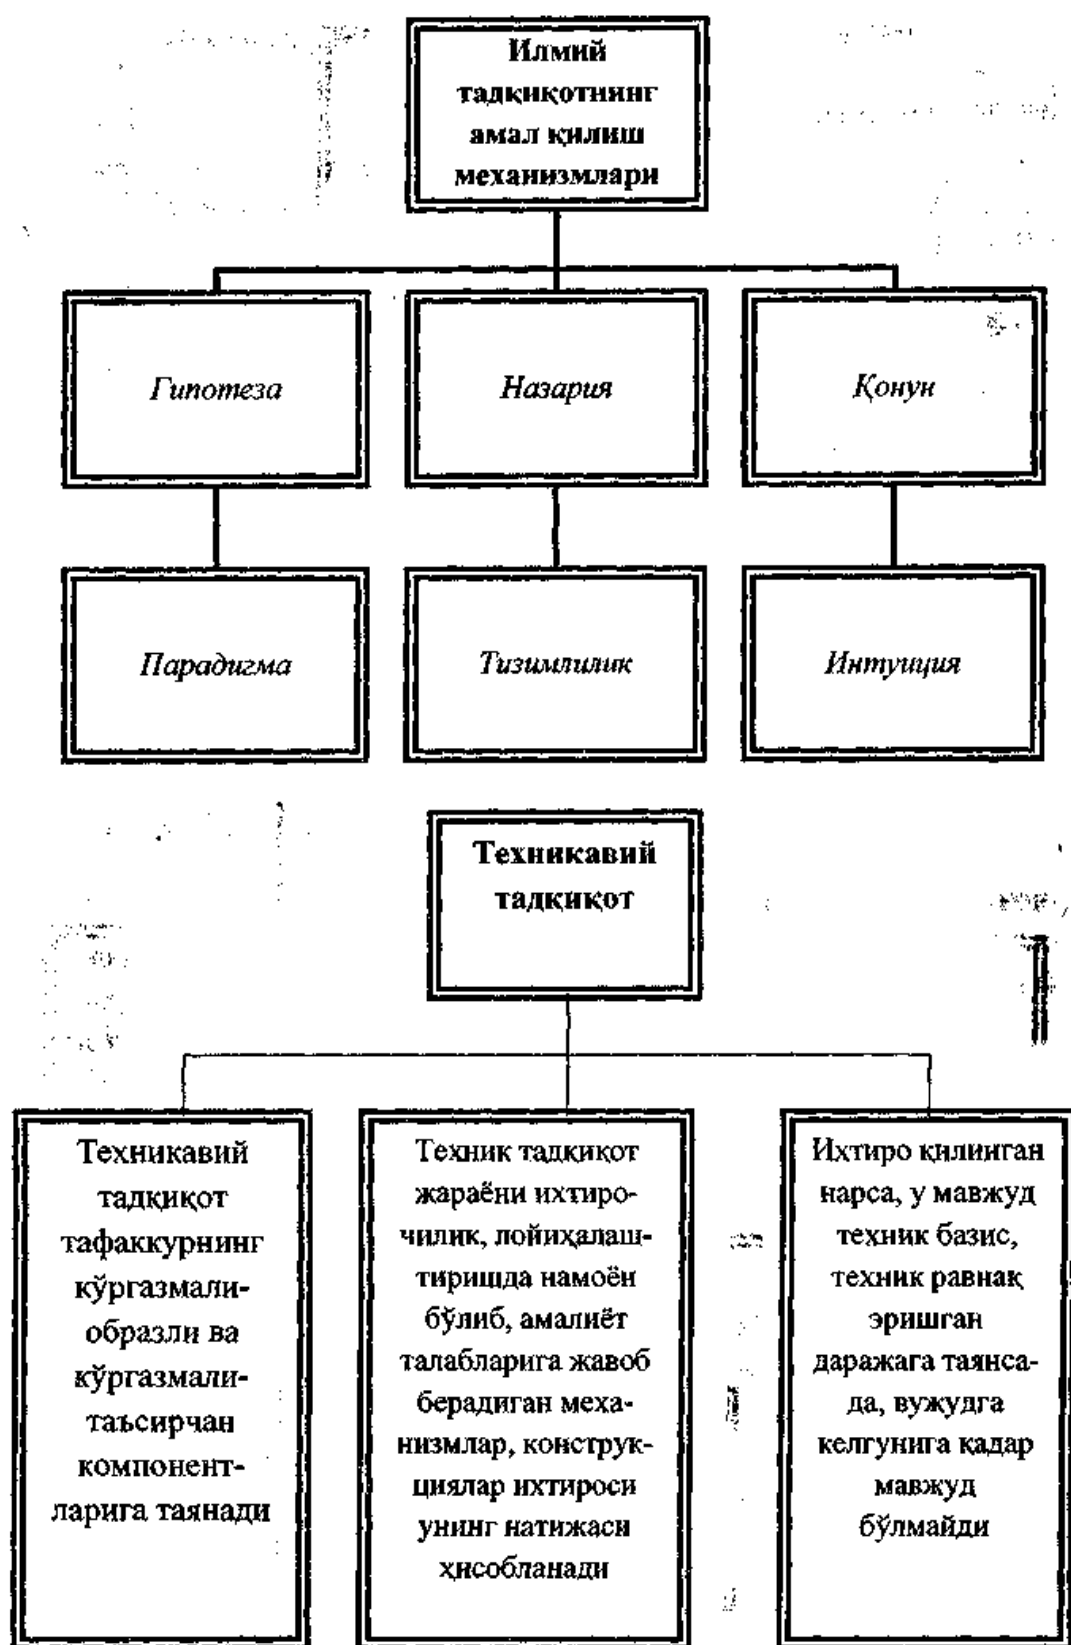 Илмий
тадқиқотнинг
амал қилиш
механизмлари
Гипотеза
Назария
Қонун
Парадигма
Тизимлилик
Интуиция
Техникавий
тадқиқот
Техникавий
тадқиқот
тафаккурнинг
кўргазмали-
образли ва
кўргазмали-
таъсирчан
компонент-
ларига таянади
Техник тадқиқот
жараёни ихтиро-
чилик, лойиҳалаш-
тиришда намоён
бўлиб, амалиёт
талабларига жавоб
берадиган меха-
низмлар, конструк-
циялар ихтироси
унинг натижаси
ҳисобланади
Ихтиро қилинган
нарса, у мавжуд
техник базис,
техник равнақ
эришган
даражага таянса-
да, вужудга
келгунига қадар
мавжуд
бўлмайди